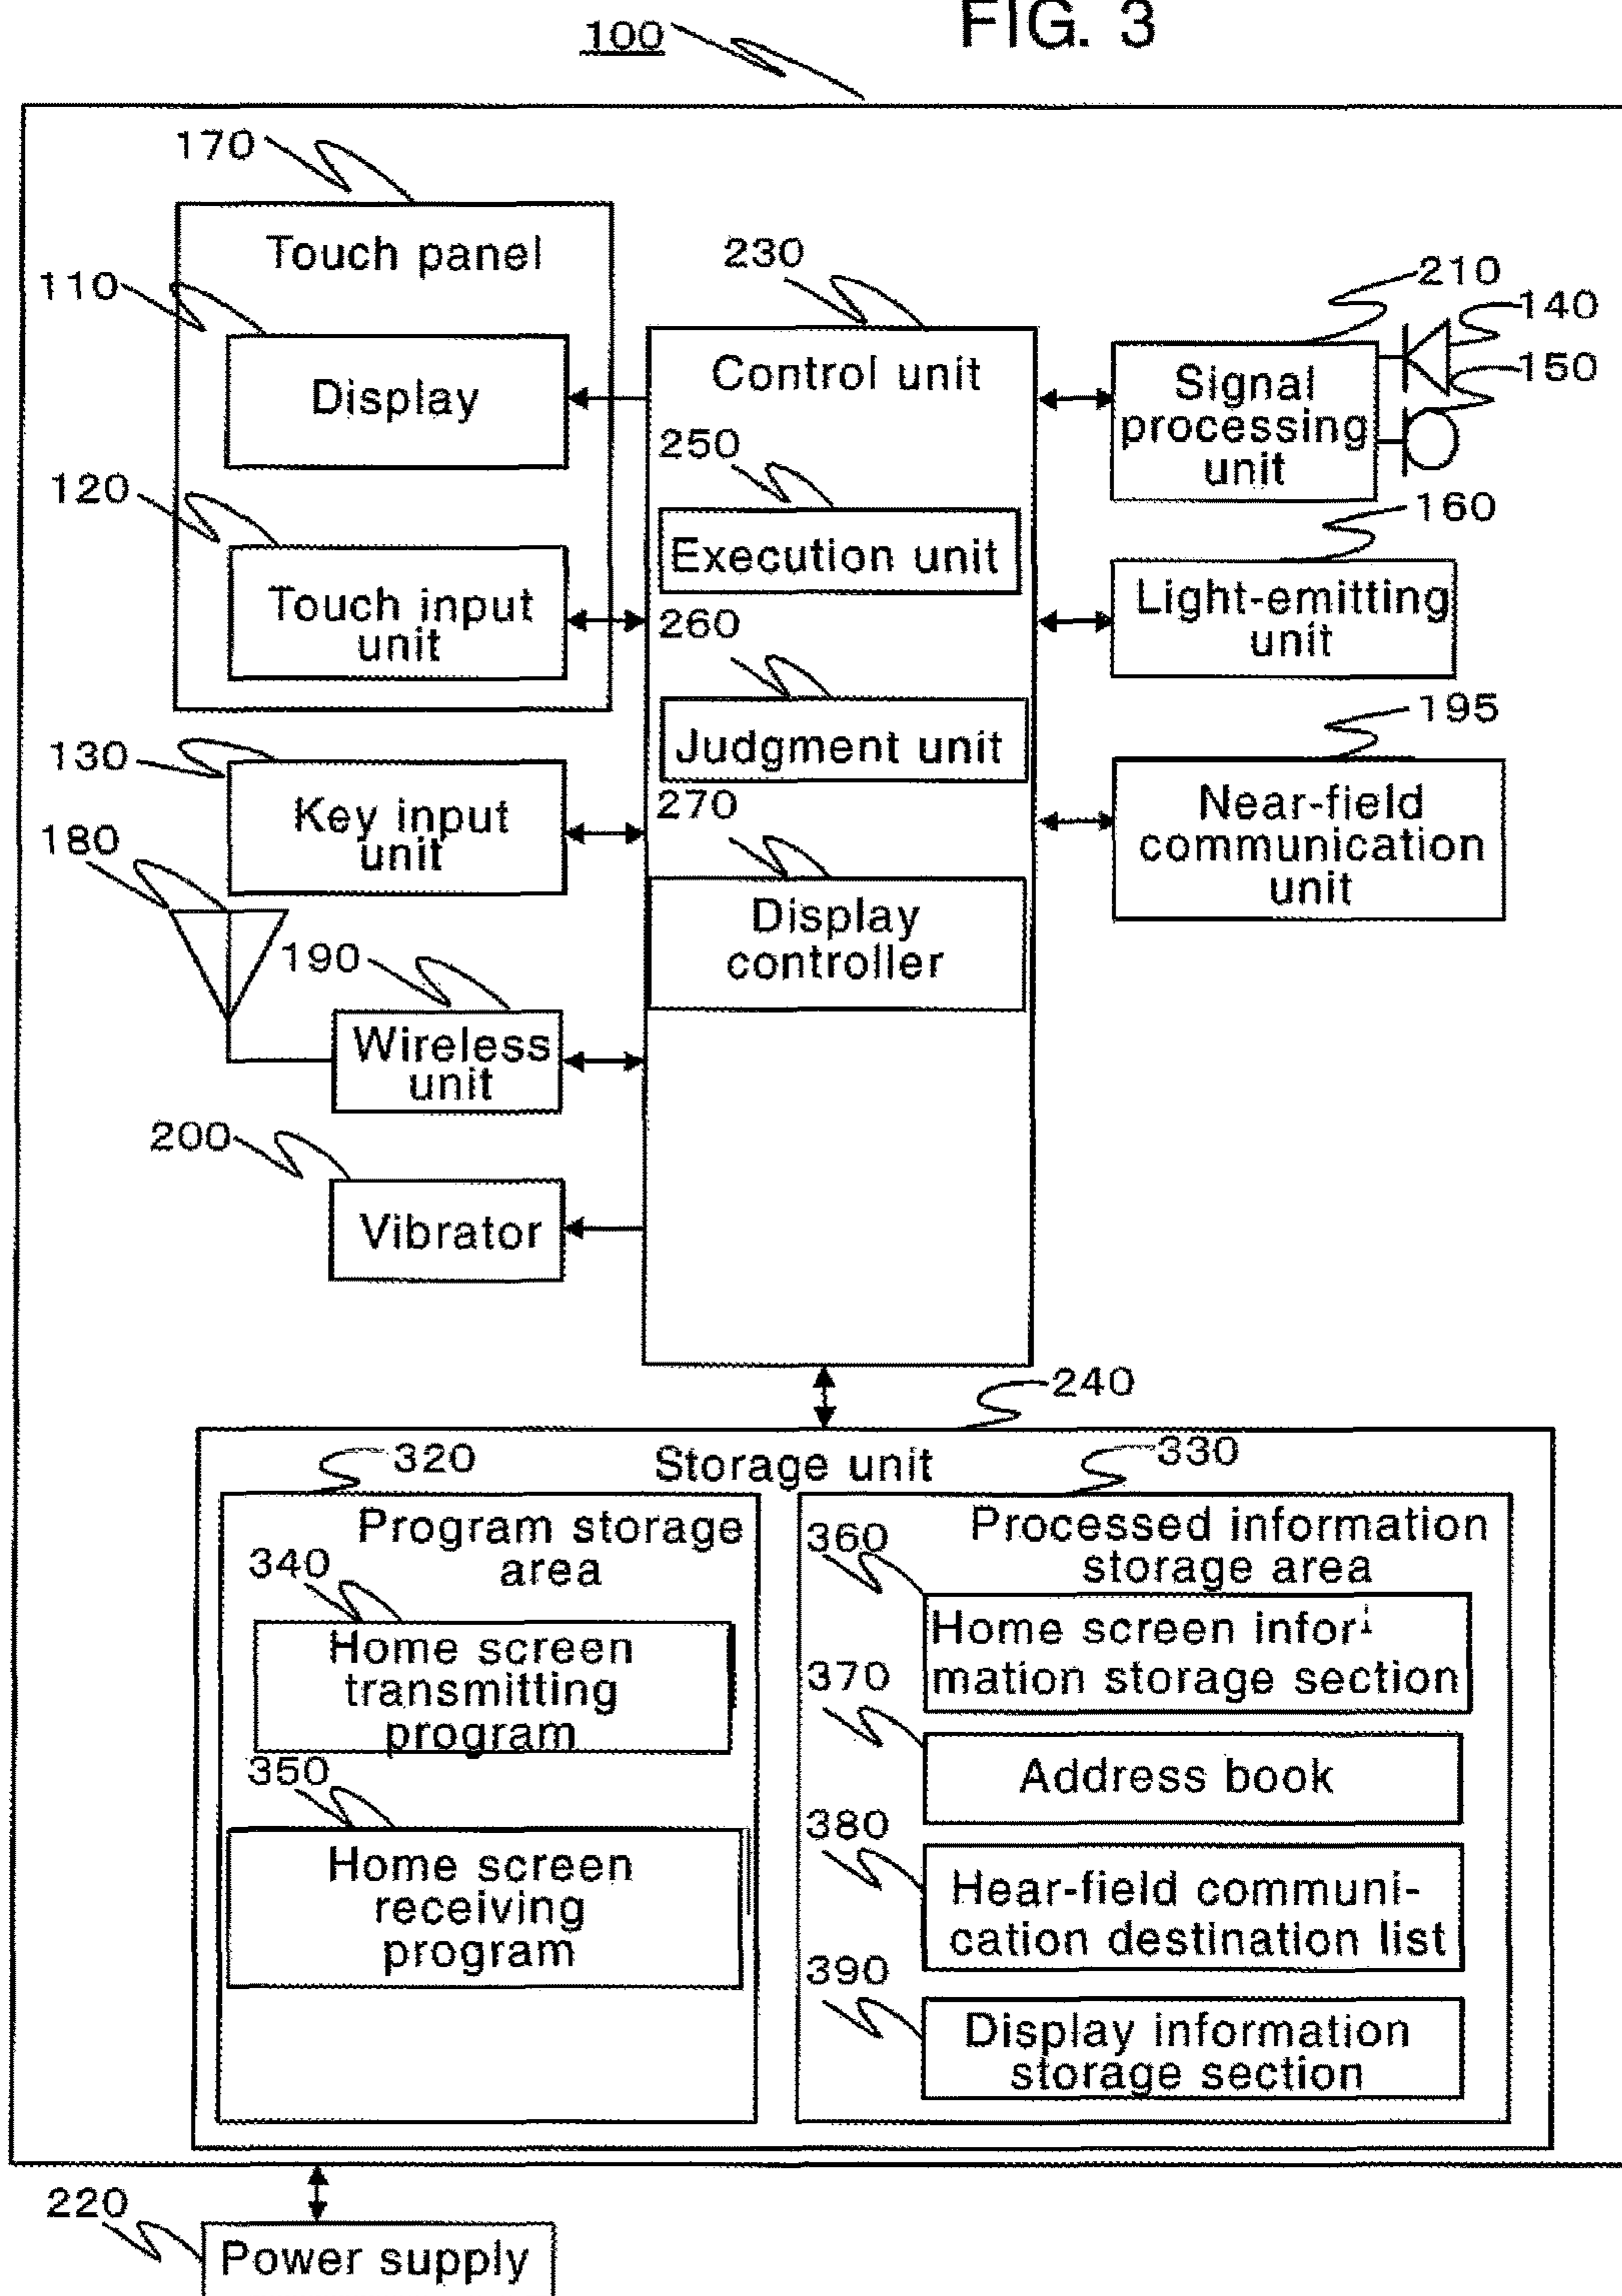 FIG. 3
100
170
Touch panel
110
Display
120
Touch input
unit
130
Key input
unit
180
190
Wireless
unit
200
Vibrator
230
Control unit
250
Execution unit
260
Judgment unit
270
Display
controller
210
Signal
processing
unit
140
150
160
Light-emitting
unit
195
Near-field
communication
unit
240
Storage unit
320
Program storage
area
340
Home screen
transmitting
program
350
Home screen
receiving
program
330
Processed information
storage area
360
Home screen infor-
mation storage section
370
Address book
380
Hear-field communi-
cation destination list
390
Display information
storage section
220
Power supply